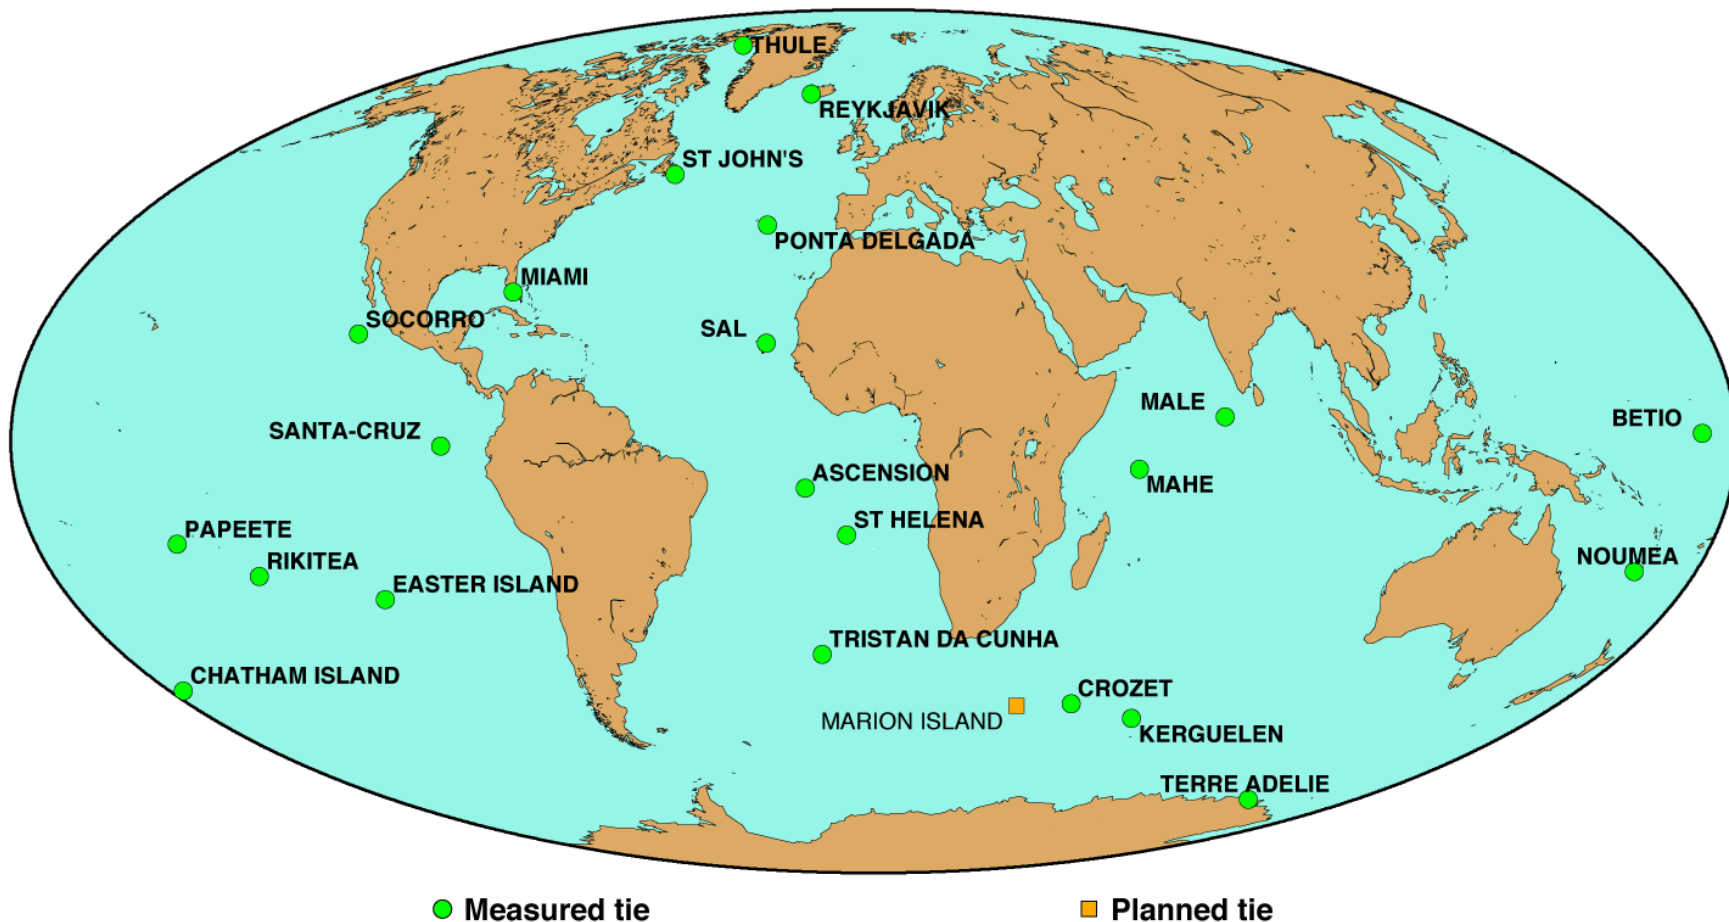 THULE
REYKJAVIK
ST JOHN'S
PONTA DELGADA
MIAMI
SOCORRO
SAL
MALE
BETIO
SANTA-CRUZ
ASCENSION
MAHE
ST HELENA
PAPEETE
RIKITEA
NOUMEA
EASTER ISLAND
TRISTAN DA CUNHA
CHATHAM ISLAND
CROZET
MARION ISLAND
KERGUELEN
TERRE ADELIE
Measured tie
Planned tie